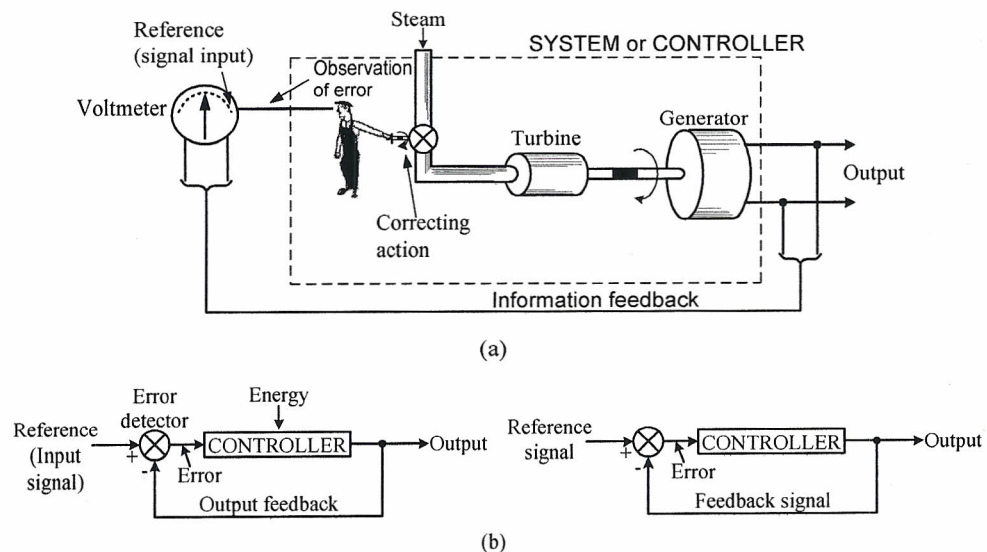 Steam
Reference
(signal input)
SYSTEM or CONTROLLER
Observation
of error
Voltmeter
Generator
Turbine
Output
Correcting
action
Information feedback
(a)
Error
detector
Energy
Reference
(Input
signal)
+
-
CONTROLLER
Output
Error
Output feedback
Reference
signal
+
-
CONTROLLER
Output
Error
Feedback signal
(b)